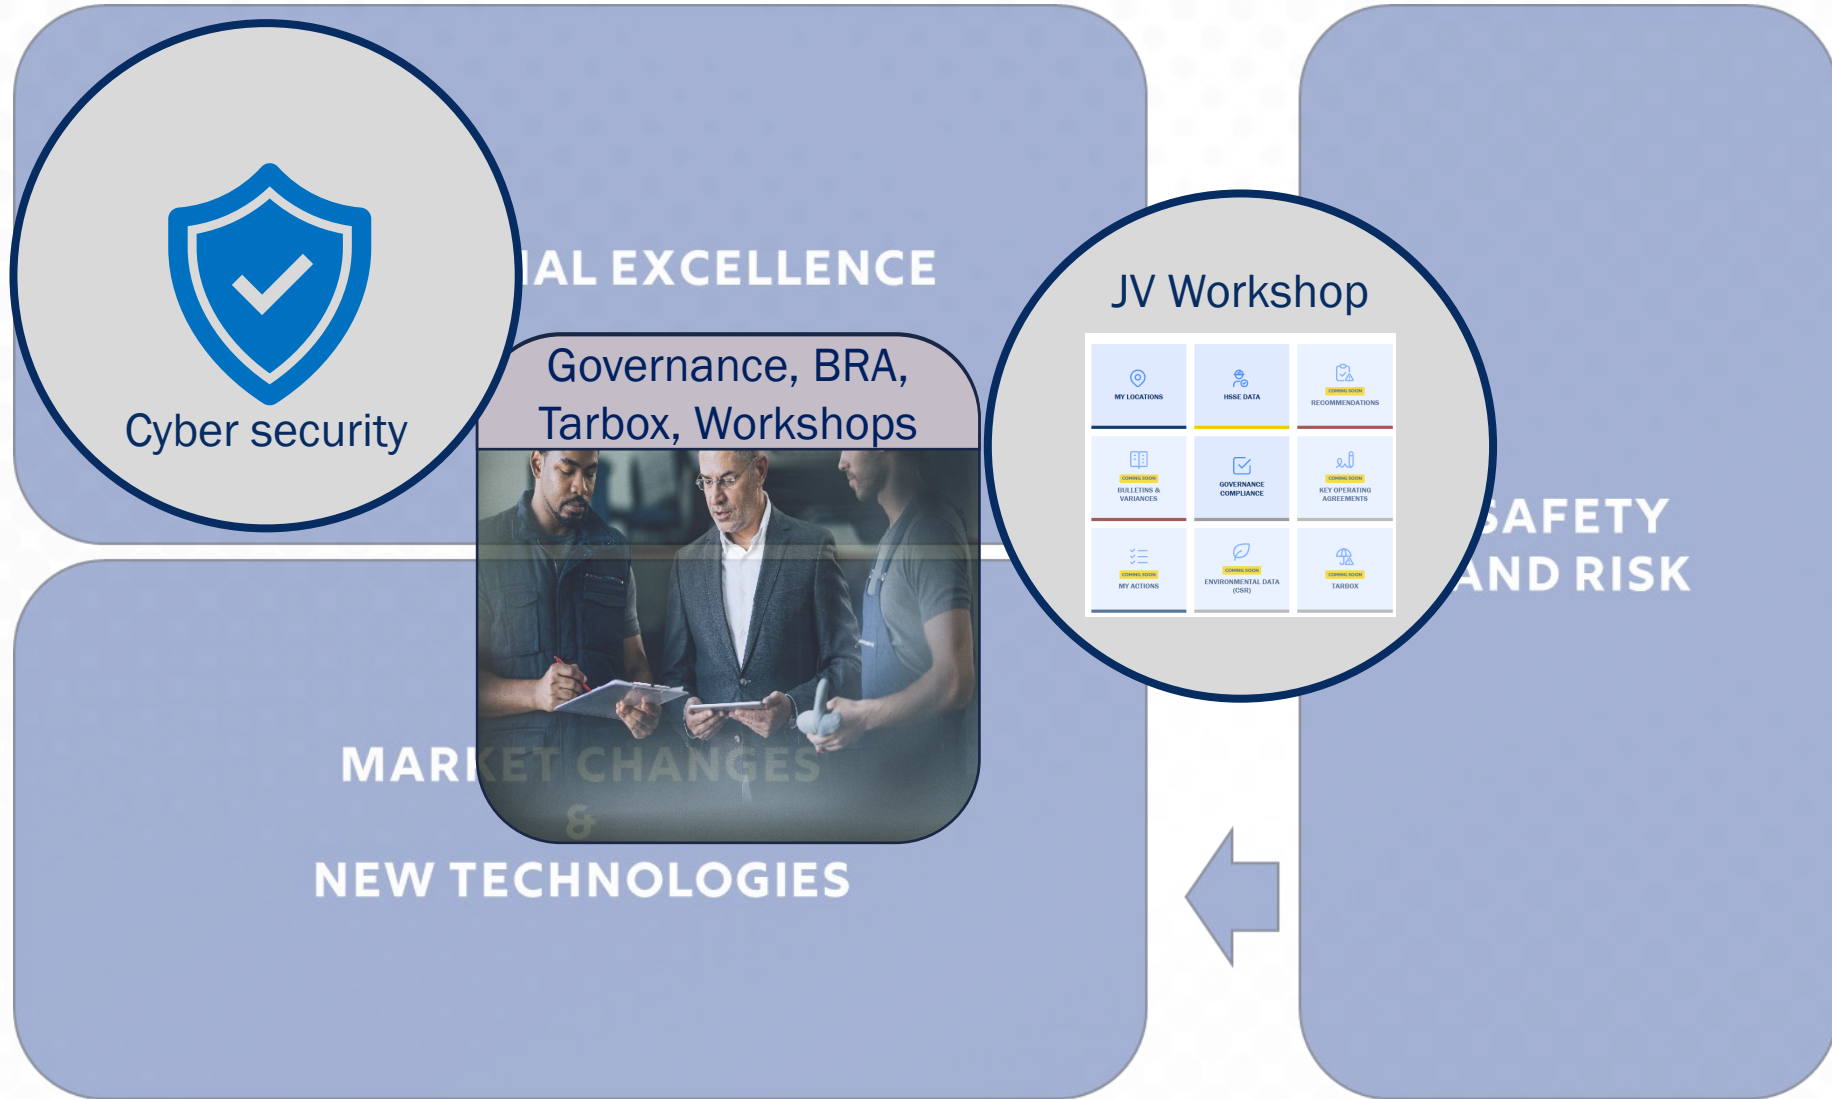 IAL EXCELLENCE
Cyber security
Governance, BRA,
Tarbox, Workshops
JV Workshop
MY LOCATIONS
HSSE DATA
COMING SOON
RECOMMENDATIONS
COMING SOON
BULLETINS &
VARIANCES
GOVERNANCE
COMPLIANCE
COMING SOON
KEY OPERATING
AGREEMENTS
COMING SOON
MY ACTIONS
COMING SOON
ENVIRONMENTAL DATA
(CSR)
COMING SOON
TARBOX
SAFETY
AND RISK
MARKET CHANGES
&
NEW TECHNOLOGIES